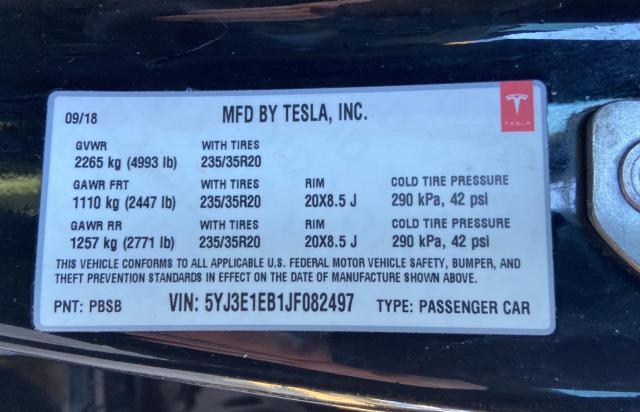 09/18 MFD BY TESLA, INC.
TESLA
GVWR WITH TIRES
2265 kg (4993 lb) 235/35R20
GAWR FRT WITH TIRES RIM COLD TIRE PRESSURE
1110 kg (2447 lb) 235/35R20 20X8.5 J 290 kPa, 42 psi
GAWR RR WITH TIRES RIM COLD TIRE PRESSURE
1257 kg (2771 lb) 235/35R20 20X8.5 J 290 kPa, 42 psi
THIS VEHICLE CONFORMS TO ALL APPLICABLE U.S. FEDERAL MOTOR VEHICLE SAFETY, BUMPER, AND
THEFT PREVENTION STANDARDS IN EFFECT ON THE DATE OF MANUFACTURE SHOWN ABOVE.
PNT: PBSB VIN: 5YJ3E1EB1JF082497 TYPE: PASSENGER CAR